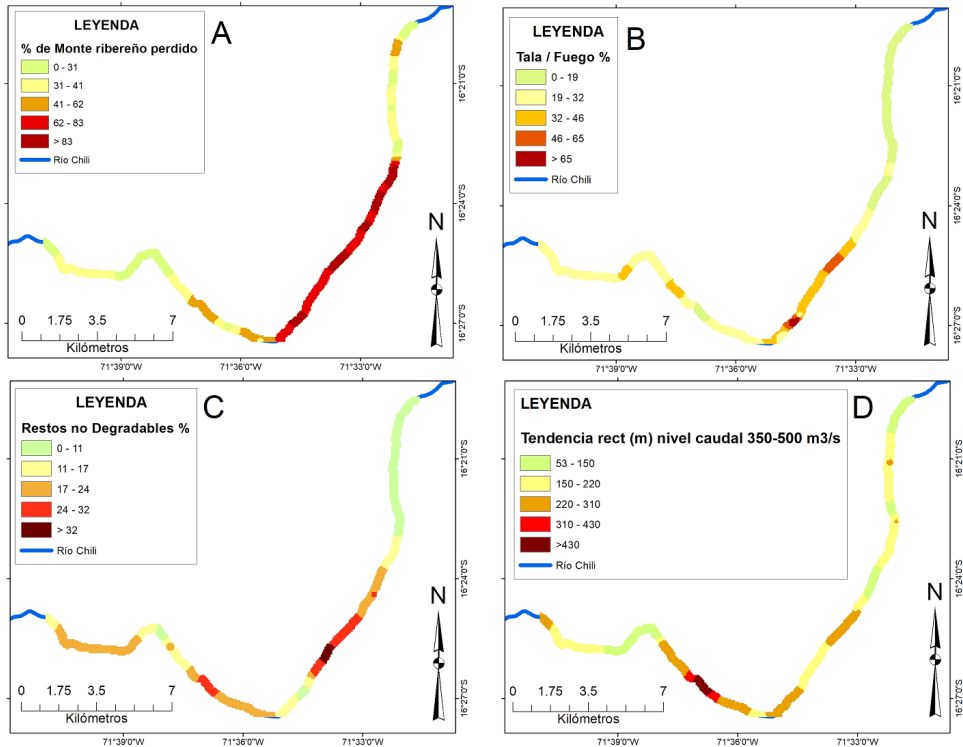 A
LEYENDA
% de Monte ribereño perdido
0 - 31
31 - 41
41 - 62
62 - 83
> 83
Río Chili
N
0 1.75 3.5 7
Kilómetros
16°21'0"S
16°24'0"S
16°27'0"S
71°39'0"W 71°36'0"W 71°33'0"W
B
LEYENDA
Tala / Fuego %
0 - 19
19 - 32
32 - 46
46 - 65
> 65
Río Chili
N
0 1.75 3.5 7
Kilómetros
16°21'0"S
16°24'0"S
16°27'0"S
71°39'0"W 71°36'0"W 71°33'0"W
C
LEYENDA
Restos no Degradables %
0 - 11
11 - 17
17 - 24
24 - 32
> 32
Río Chili
N
0 1.75 3.5 7
Kilómetros
16°21'0"S
16°24'0"S
16°27'0"S
71°39'0"W 71°36'0"W 71°33'0"W
D
LEYENDA
Tendencia rect (m) nivel caudal 350-500 m3/s
53 - 150
150 - 220
220 - 310
310 - 430
>430
Río Chili
N
0 1.75 3.5 7
Kilómetros
16°21'0"S
16°24'0"S
16°27'0"S
71°39'0"W 71°36'0"W 71°33'0"W